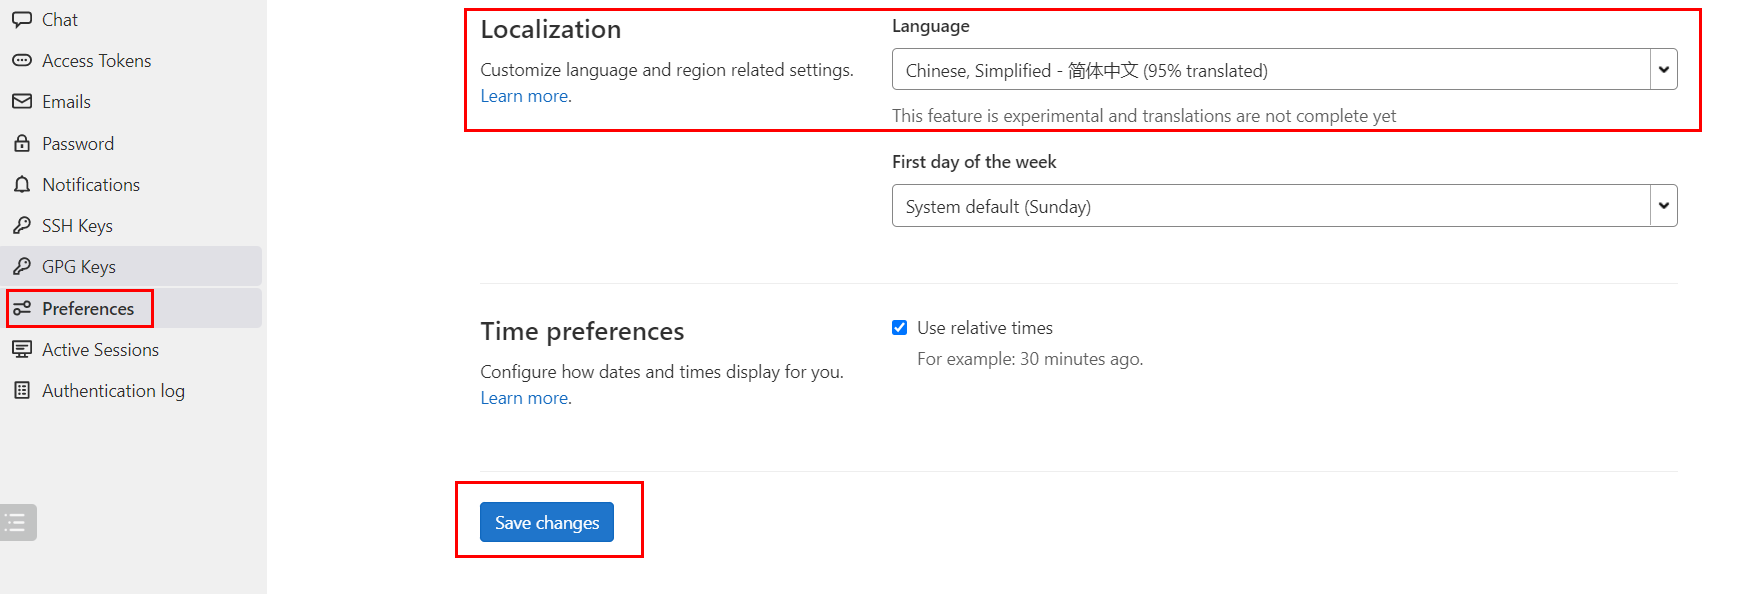 Chat
Access Tokens
Emails
Password
Notifications
SSH Keys
GPG Keys
Preferences
Active Sessions
Authentication log
Localization
Customize language and region related settings.
Learn more.
Language
Chinese, Simplified - 简体中文 (95% translated)
This feature is experimental and translations are not complete yet
First day of the week
System default (Sunday)
Time preferences
Configure how dates and times display for you.
Learn more.
Use relative times
For example: 30 minutes ago.
Save changes